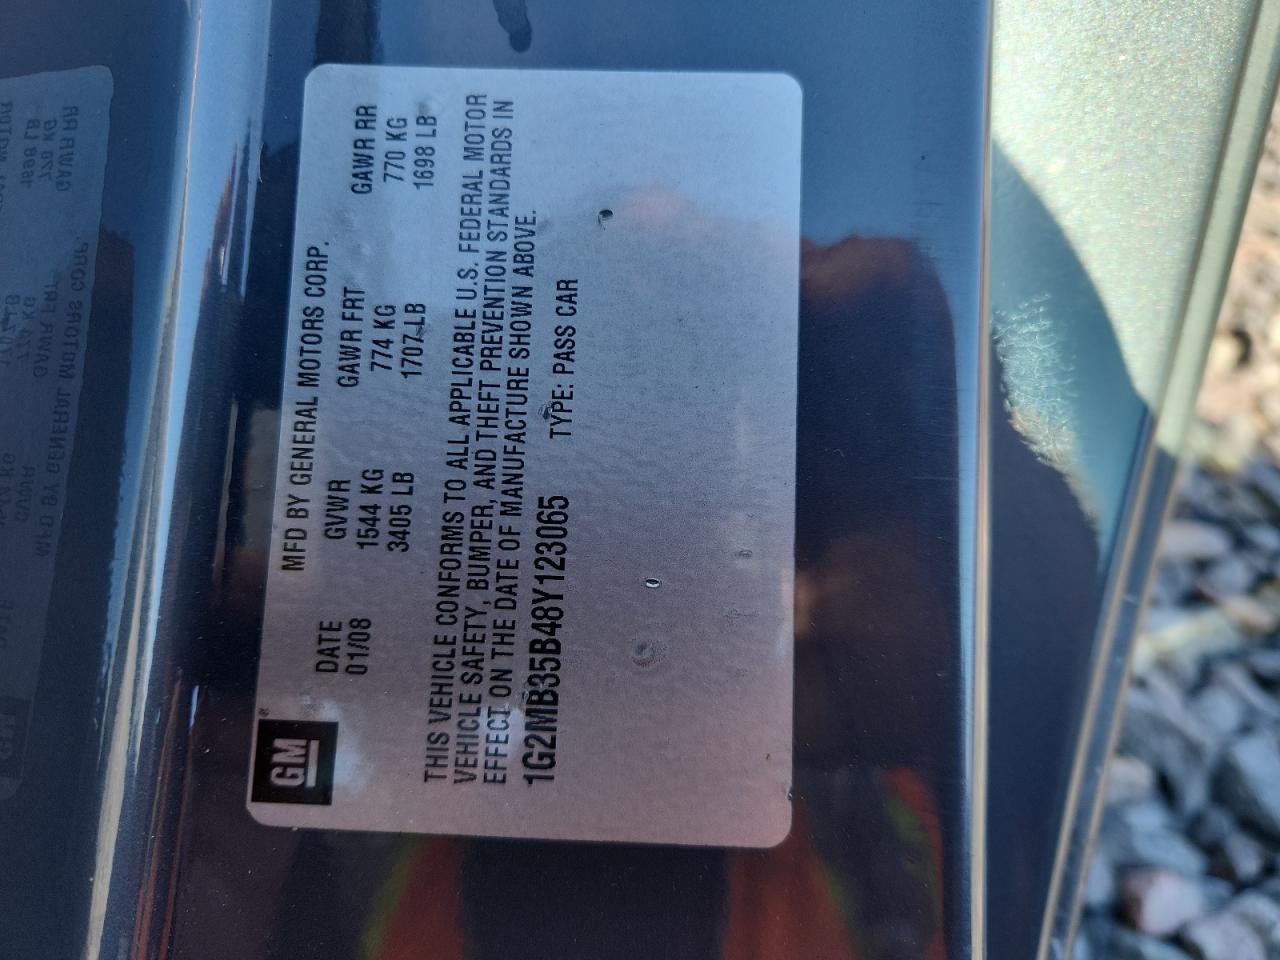 GM
MFD BY GENERAL MOTORS CORP.
DATE GVWR GAWR FRT GAWR RR
01/08 1544 KG 774 KG 770 KG
3405 LB 1707 LB 1698 LB
THIS VEHICLE CONFORMS TO ALL APPLICABLE U.S. FEDERAL MOTOR
VEHICLE SAFETY, BUMPER, AND THEFT PREVENTION STANDARDS IN
EFFECT ON THE DATE OF MANUFACTURE SHOWN ABOVE.
1G2MB35B48Y123065 TYPE: PASS CAR